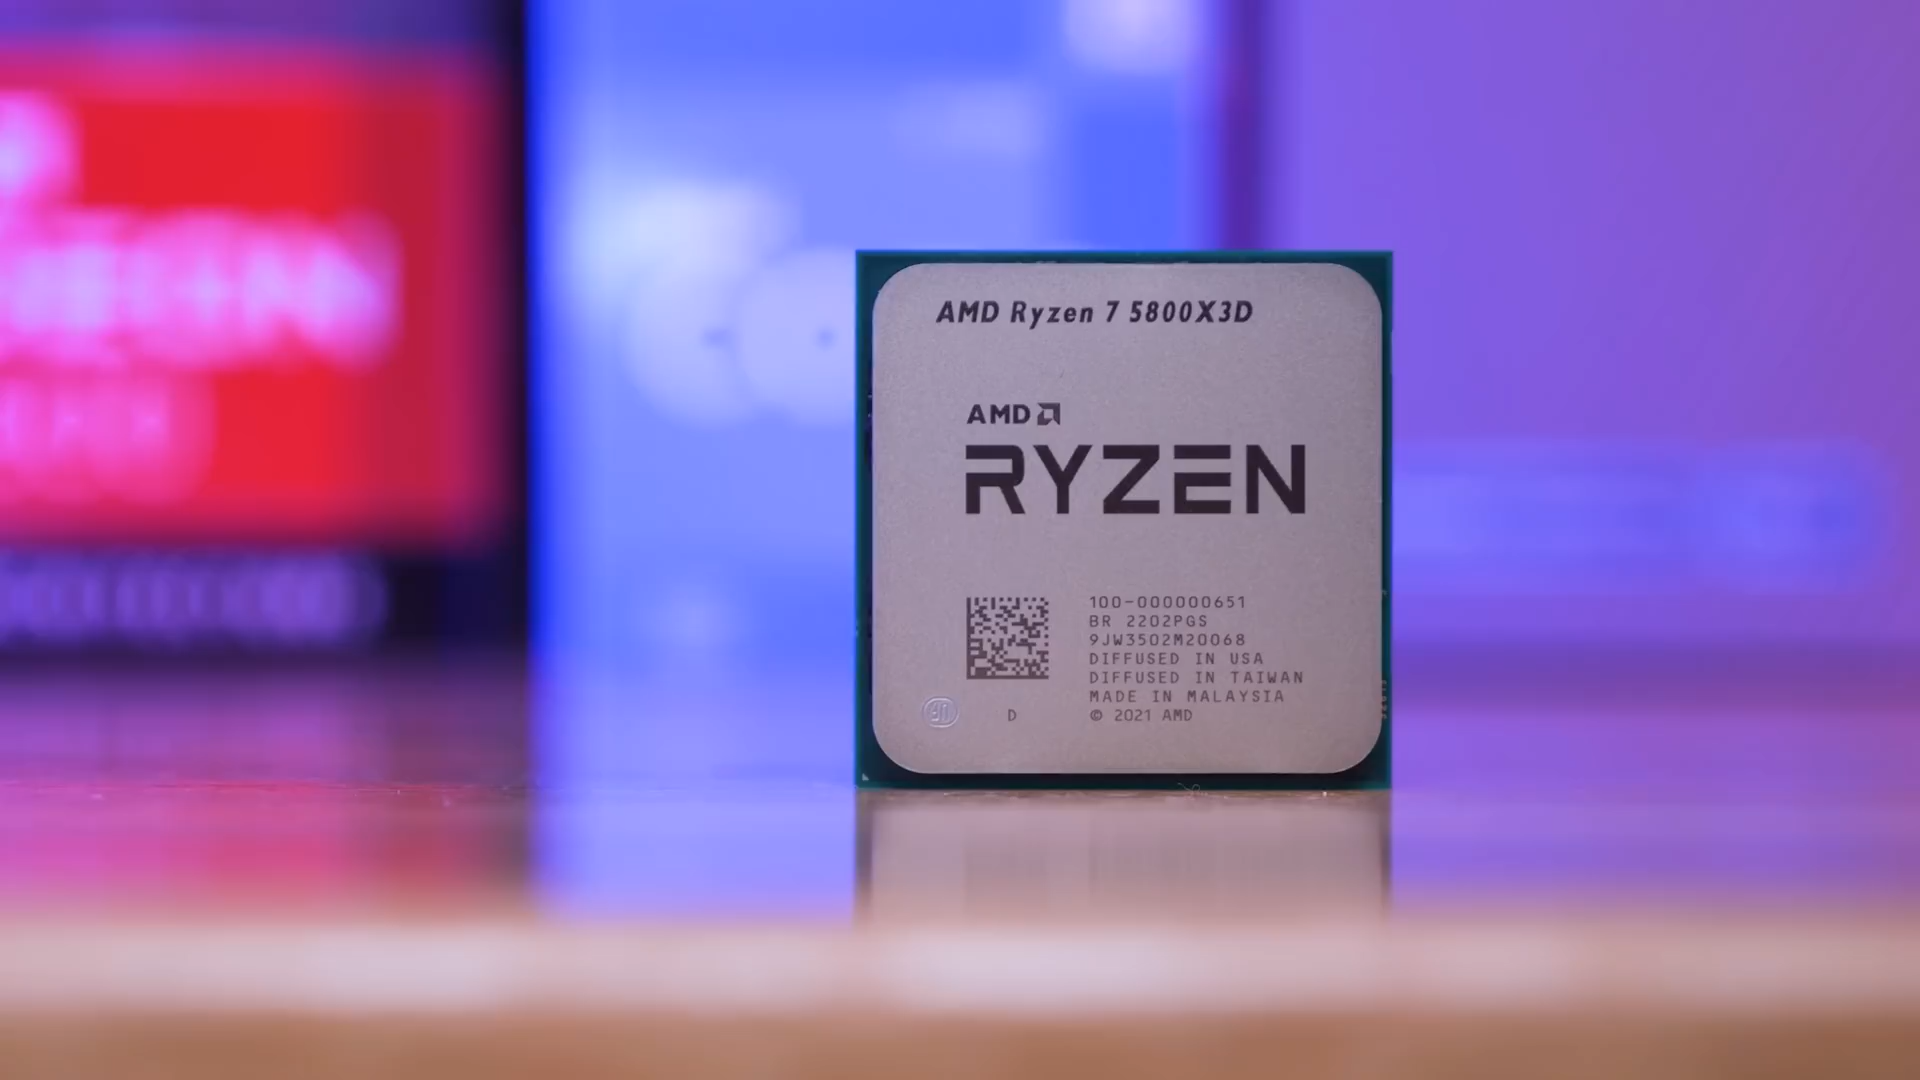 AMD Ryzen 7 5800X3D
AMD
RYZEN
100-000000651
BR 2202PGS
9JW3502M20068
DIFFUSED IN USA
DIFFUSED IN TAIWAN
MADE IN MALAYSIA
D
© 2021 AMD